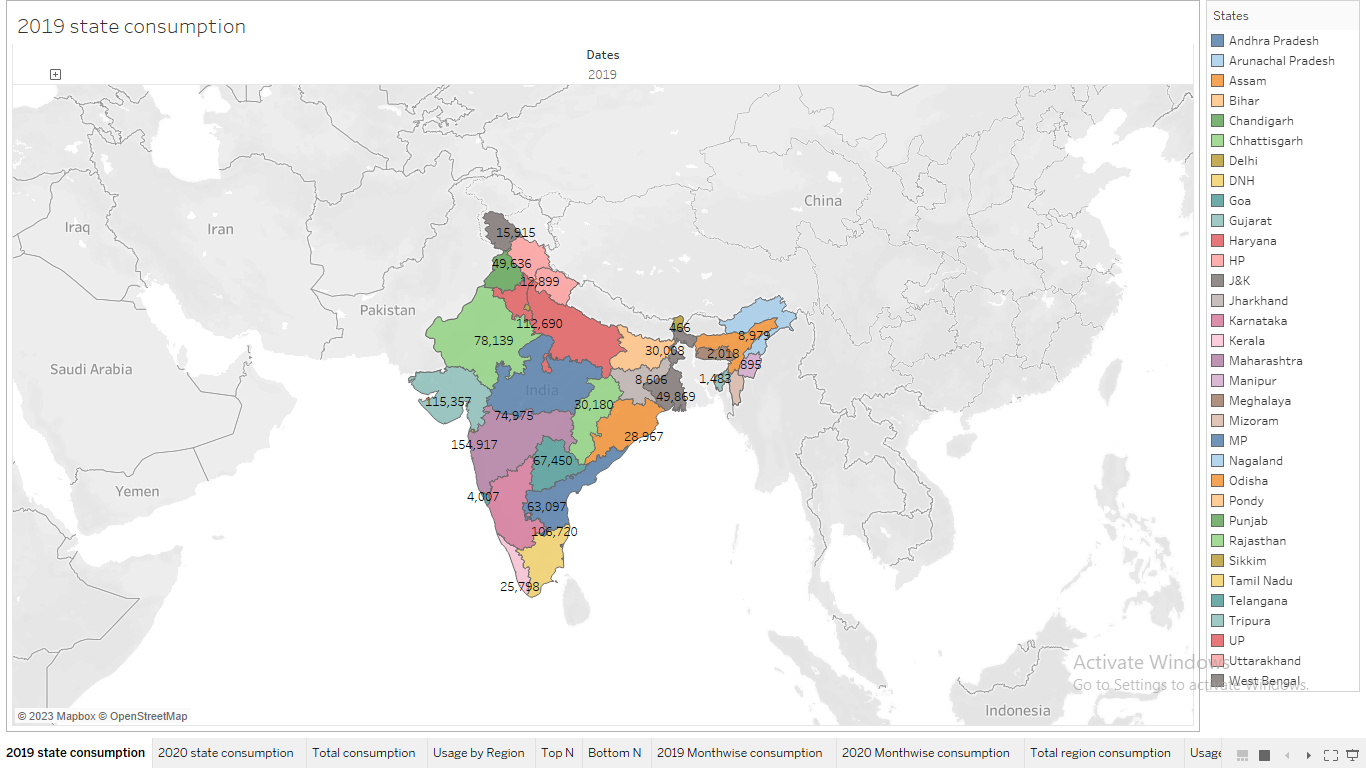 2019 state consumption
Dates
2019
China
Iraq
Iran
Pakistan
Saudi Arabia
India
Yemen
Indonesia
15,915
49,636
12,899
112,690
78,139
466
8,979
30,008
2,018
895
1,483
8,606
49,869
115,357
74,975
30,180
28,967
154,917
67,450
4,007
63,097
106,720
25,798
© 2023 Mapbox © OpenStreetMap
States
Andhra Pradesh
Arunachal Pradesh
Assam
Bihar
Chandigarh
Chhattisgarh
Delhi
DNH
Goa
Gujarat
Haryana
HP
J&K
Jharkhand
Karnataka
Kerala
Maharashtra
Manipur
Meghalaya
Mizoram
MP
Nagaland
Odisha
Pondy
Punjab
Rajasthan
Sikkim
Tamil Nadu
Telangana
Tripura
UP
Uttarakhand
West Bengal
Activate Windows
Go to Settings to activate Windows.
2019 state consumption
2020 state consumption
Total consumption
Usage by Region
Top N
Bottom N
2019 Monthwise consumption
2020 Monthwise consumption
Total region consumption
Usage